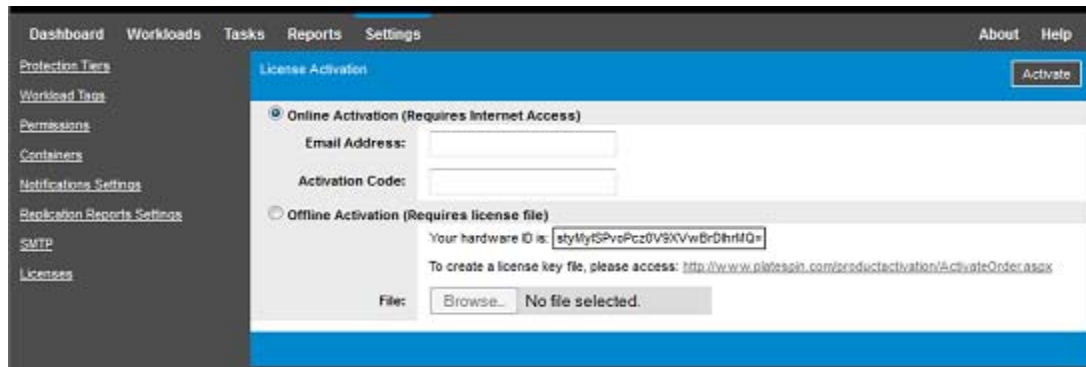 Dashboard Workloads Tasks Reports Settings About Help
Protection Tiers
Workload Tags
Permissions
Containers
Notifications Settings
Replication Reports Settings
SMTP
Licenses
License Activation
Activate
Online Activation (Requires Internet Access)
Email Address:
Activation Code:
Offline Activation (Requires license file)
Your hardware ID is:
To create a license key file, please access: http://www.platespin.com/productactivation/ActivateOrder.aspx
File: Browse... No file selected.